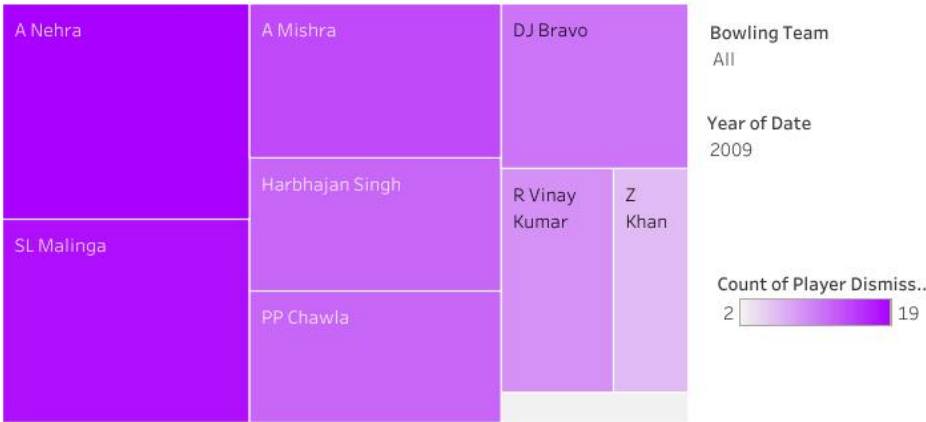 A Nehra
SL Malinga
A Mishra
Harbhajan Singh
PP Chawla
DJ Bravo
R Vinay
Kumar
Z
Khan
Bowling Team
All
Year of Date
2009
Count of Player Dismiss..
2
19